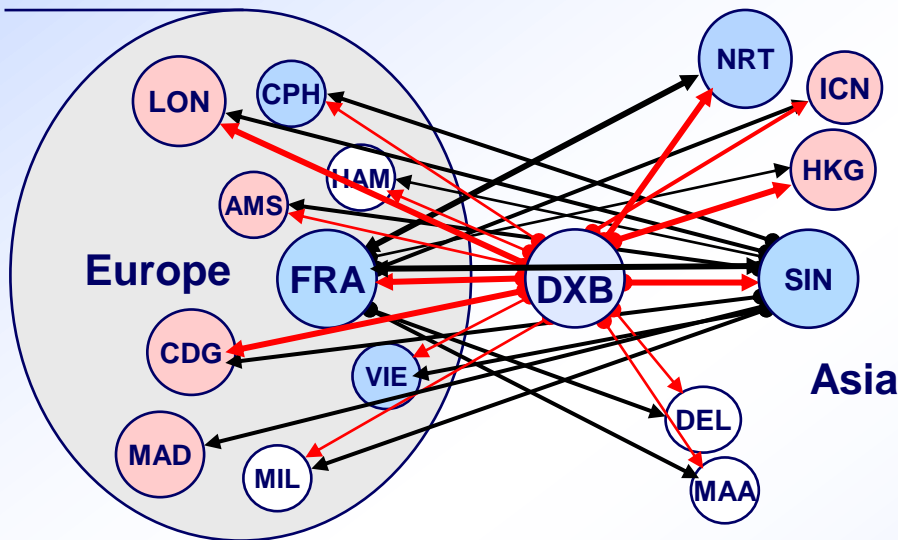 NRT
ICN
LON
CPH
HKG
HAM
AMS
Europe
FRA
DXB
SIN
CDG
VIE
Asia
DEL
MAD
MIL
MAA